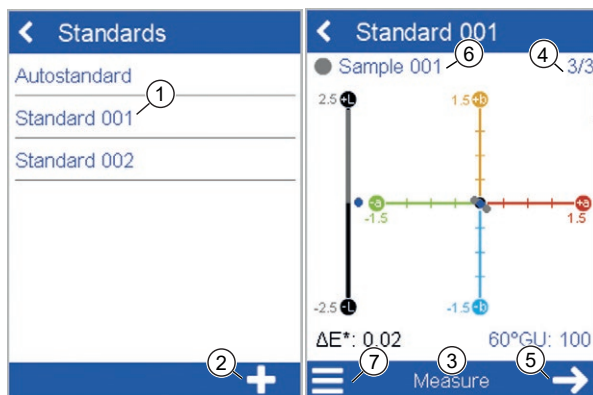 Standards
Autostandard
1
Standard 001
Standard 002
2
Standard 001
6
4
Sample 001
3/3
2.5 +L
1.5 +b
-a
+a
-1.5
1.5
-2.5 -L
-1.5 -b
ΔE*: 0.02
60°GU: 100
7
3
5
Measure